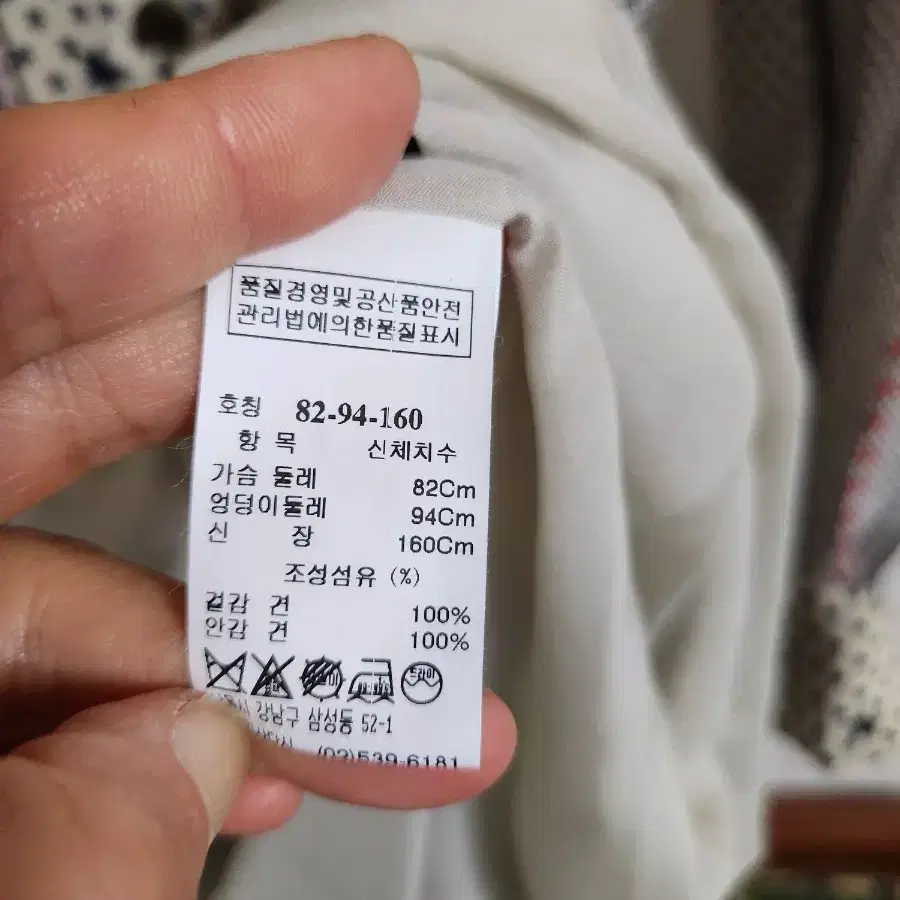 품질경영및공산품안전
관리법에의한품질표시
호칭 82-94-160
항 목 신체치수
가슴 둘레 82Cm
엉덩이둘레 94Cm
신 장 160Cm
조성섬유 (%)
겉감 견 100%
안감 견 100%
드라이
강남구 삼성동 52-1
(02)539-6181